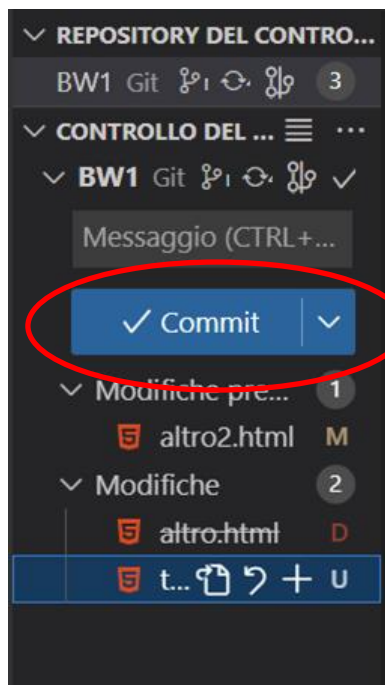 REPOSITORY DEL CONTRO...
BW1 Git 3
CONTROLLO DEL ...
BW1 Git
Messaggio (CTRL+...
Commit
Modifiche pre... 1
altro2.html M
Modifiche 2
altro.html D
t... U